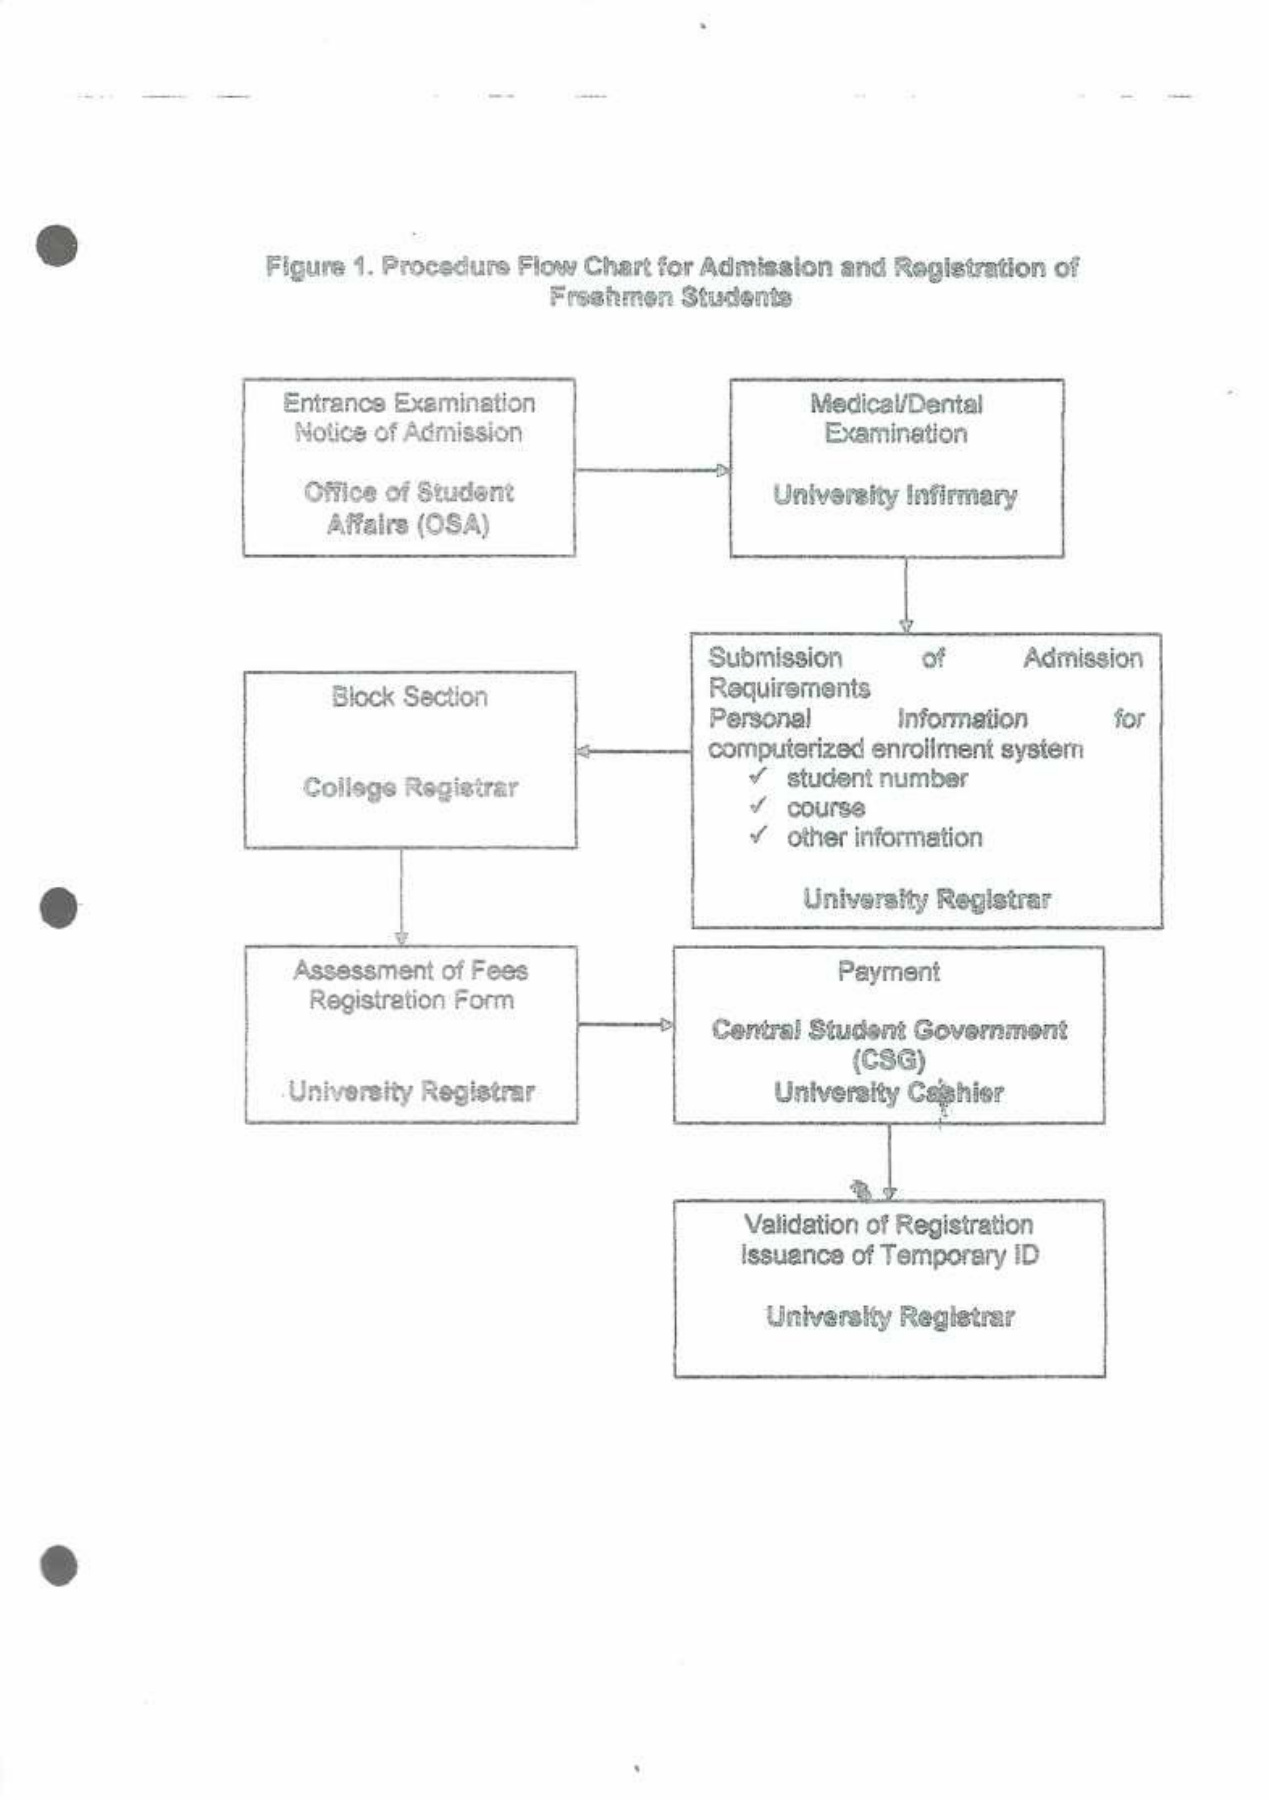 Figure 1. Procedure Flow Chart for Admission and Registration of
Freshmen Students
Entrance Examination
Notice of Admission
Office of Student
Affairs (OSA)
Medical/Dental
Examination
University Infirmary
Submission of Admission
Requirements
Personal Information for
computerized enrollment system
✓ student number
✓ course
✓ other information
University Registrar
Block Section
College Registrar
Assessment of Fees
Registration Form
University Registrar
Payment
Central Student Government
(CSG)
University Cashier
Validation of Registration
Issuance of Temporary ID
University Registrar